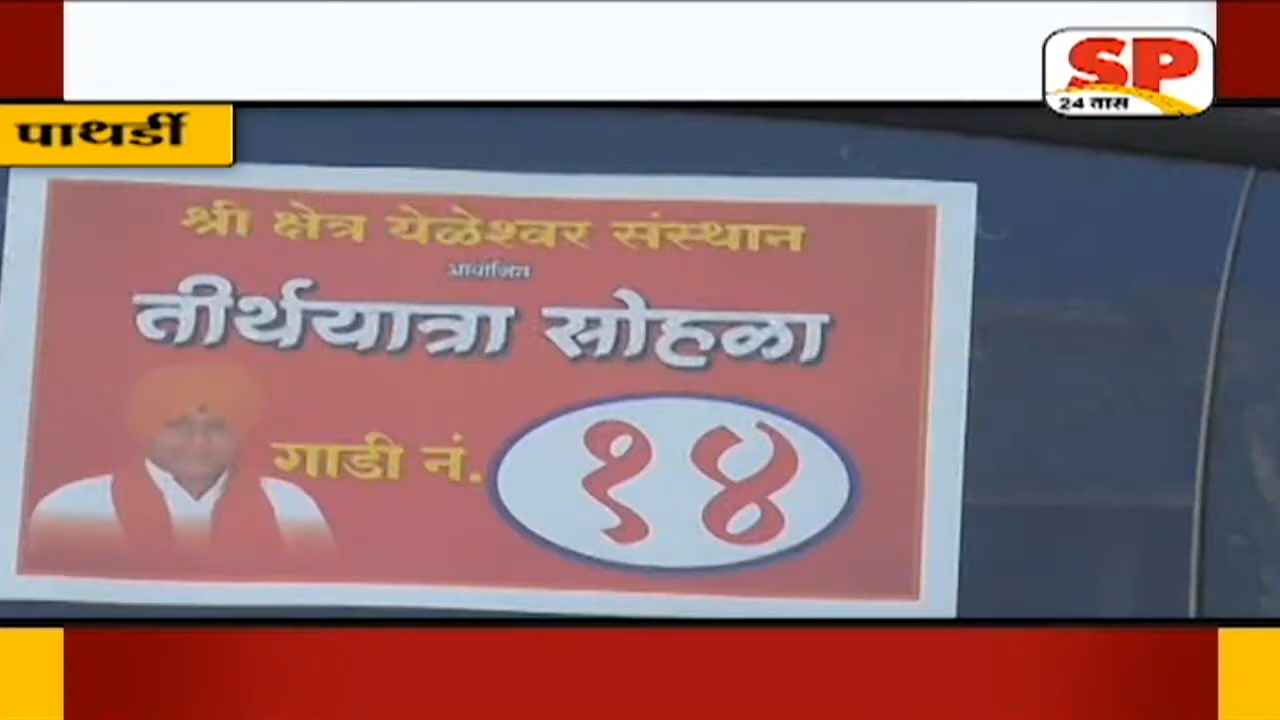 SP
24 तास
पाथर्डी
श्री क्षेत्र येळेश्वर संस्थान
आयोजित
तीर्थयात्रा सोहळा
गाडी नं. १४